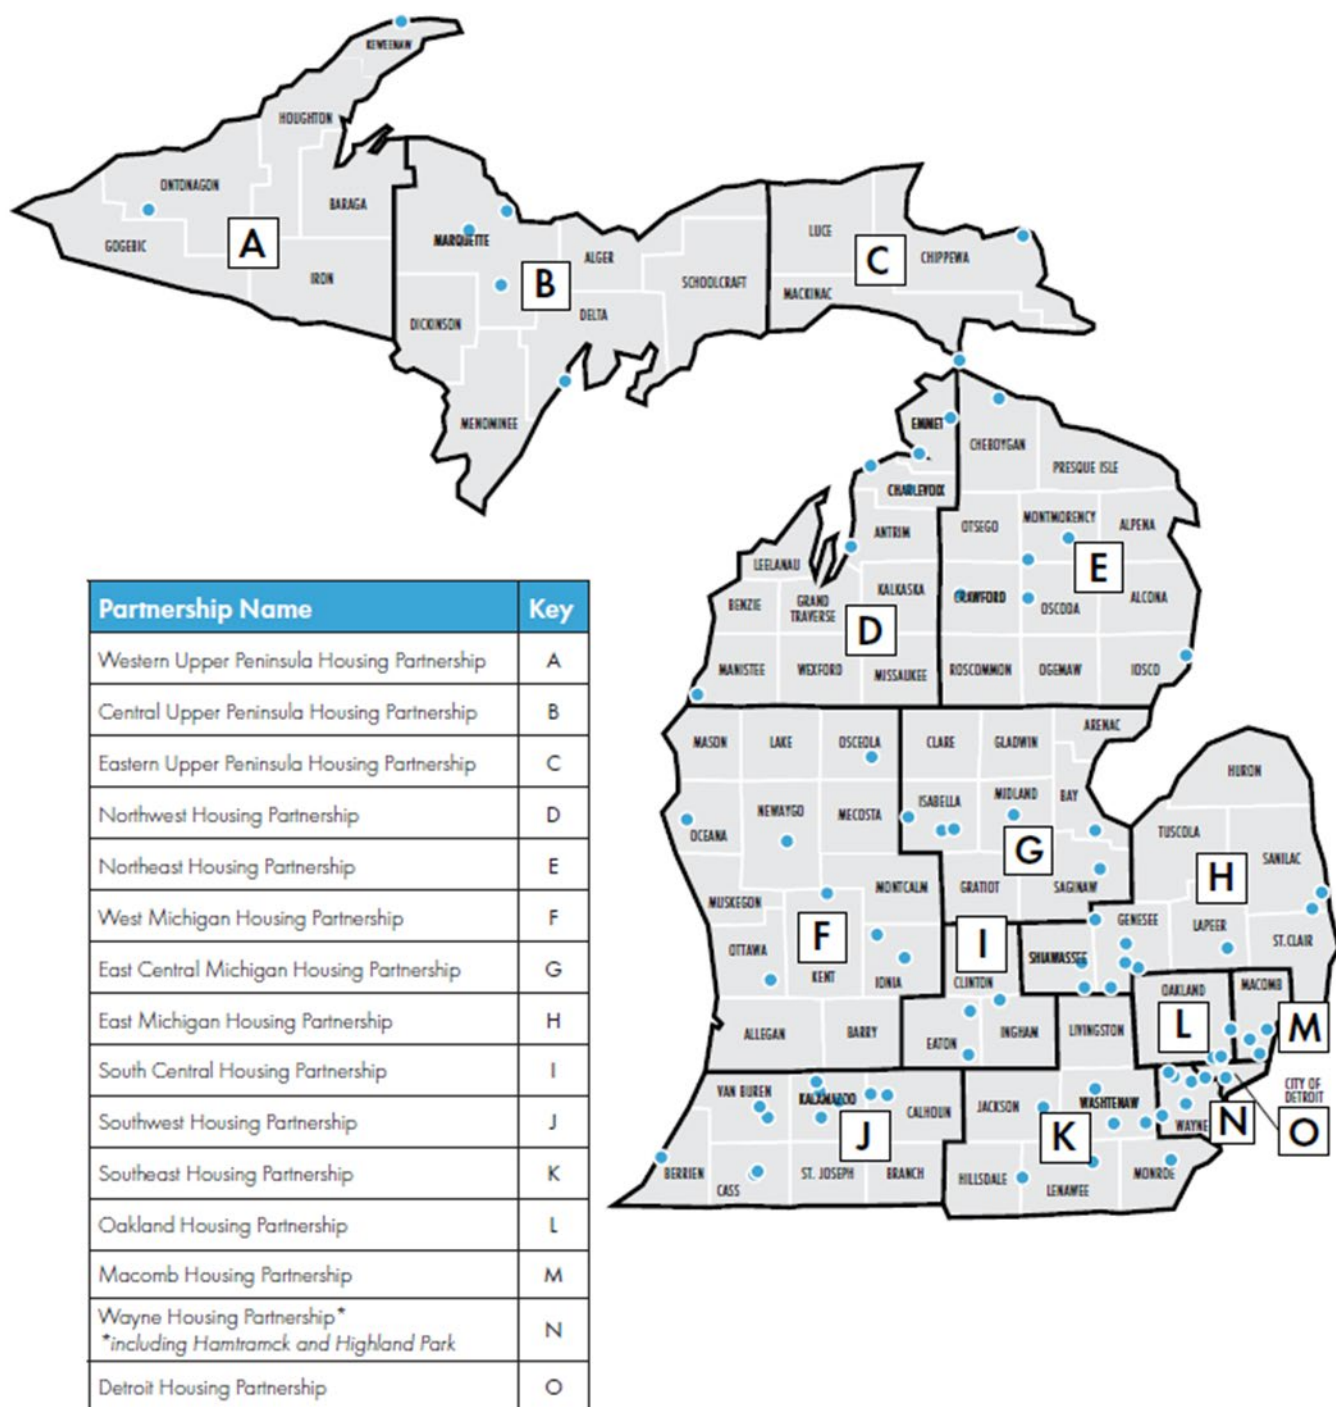 KEWEENAW
HOUGHTON
ONTONAGON
BARAGA
GOGEBIC
A
IRON
MARQUETTE
ALGER
B
SCHOOLCRAFT
DICKINSON
DELTA
MENOMINEE
LUCE
C
CHIPPEWA
MACKINAC
EMMET
CHEBOYGAN
PRESQUE ISLE
CHARLEVOIX
ANTRIM
OTSEGO
MONTMORENCY
ALPENA
LEELANAU
E
BENZIE
GRAND
TRAVERSE
KALKASKA
CRAWFORD
OSCODA
ALCONA
D
MANISTEE
WEXFORD
MISSAUKEE
ROSCOMMON
OGEMAW
IOSCO
MASON
LAKE
OSCEOLA
CLARE
GLADWIN
ARENAC
HURON
OCEANA
NEWAYGO
MECOSTA
ISABELLA
MIDLAND
BAY
TUSCOLA
SANILAC
G
H
MUSKEGON
MONTCALM
GRATIOT
SAGINAW
F
I
GENESEE
LAPEER
ST. CLAIR
OTTAWA
KENT
IONIA
CLINTON
SHIAWASSEE
OAKLAND
MACOMB
ALLEGAN
BARRY
EATON
INGHAM
LIVINGSTON
L
M
VAN BUREN
KALAMAZOO
CALHOUN
JACKSON
WASHTENAW
WAYNE
CITY OF
DETROIT
J
K
N
O
BERRIEN
CASS
ST. JOSEPH
BRANCH
HILLSDALE
LENAWEE
MONROE
Partnership Name Key
Western Upper Peninsula Housing Partnership A
Central Upper Peninsula Housing Partnership B
Eastern Upper Peninsula Housing Partnership C
Northwest Housing Partnership D
Northeast Housing Partnership E
West Michigan Housing Partnership F
East Central Michigan Housing Partnership G
East Michigan Housing Partnership H
South Central Housing Partnership I
Southwest Housing Partnership J
Southeast Housing Partnership K
Oakland Housing Partnership L
Macomb Housing Partnership M
Wayne Housing Partnership* N
*including Hamtramck and Highland Park
Detroit Housing Partnership O